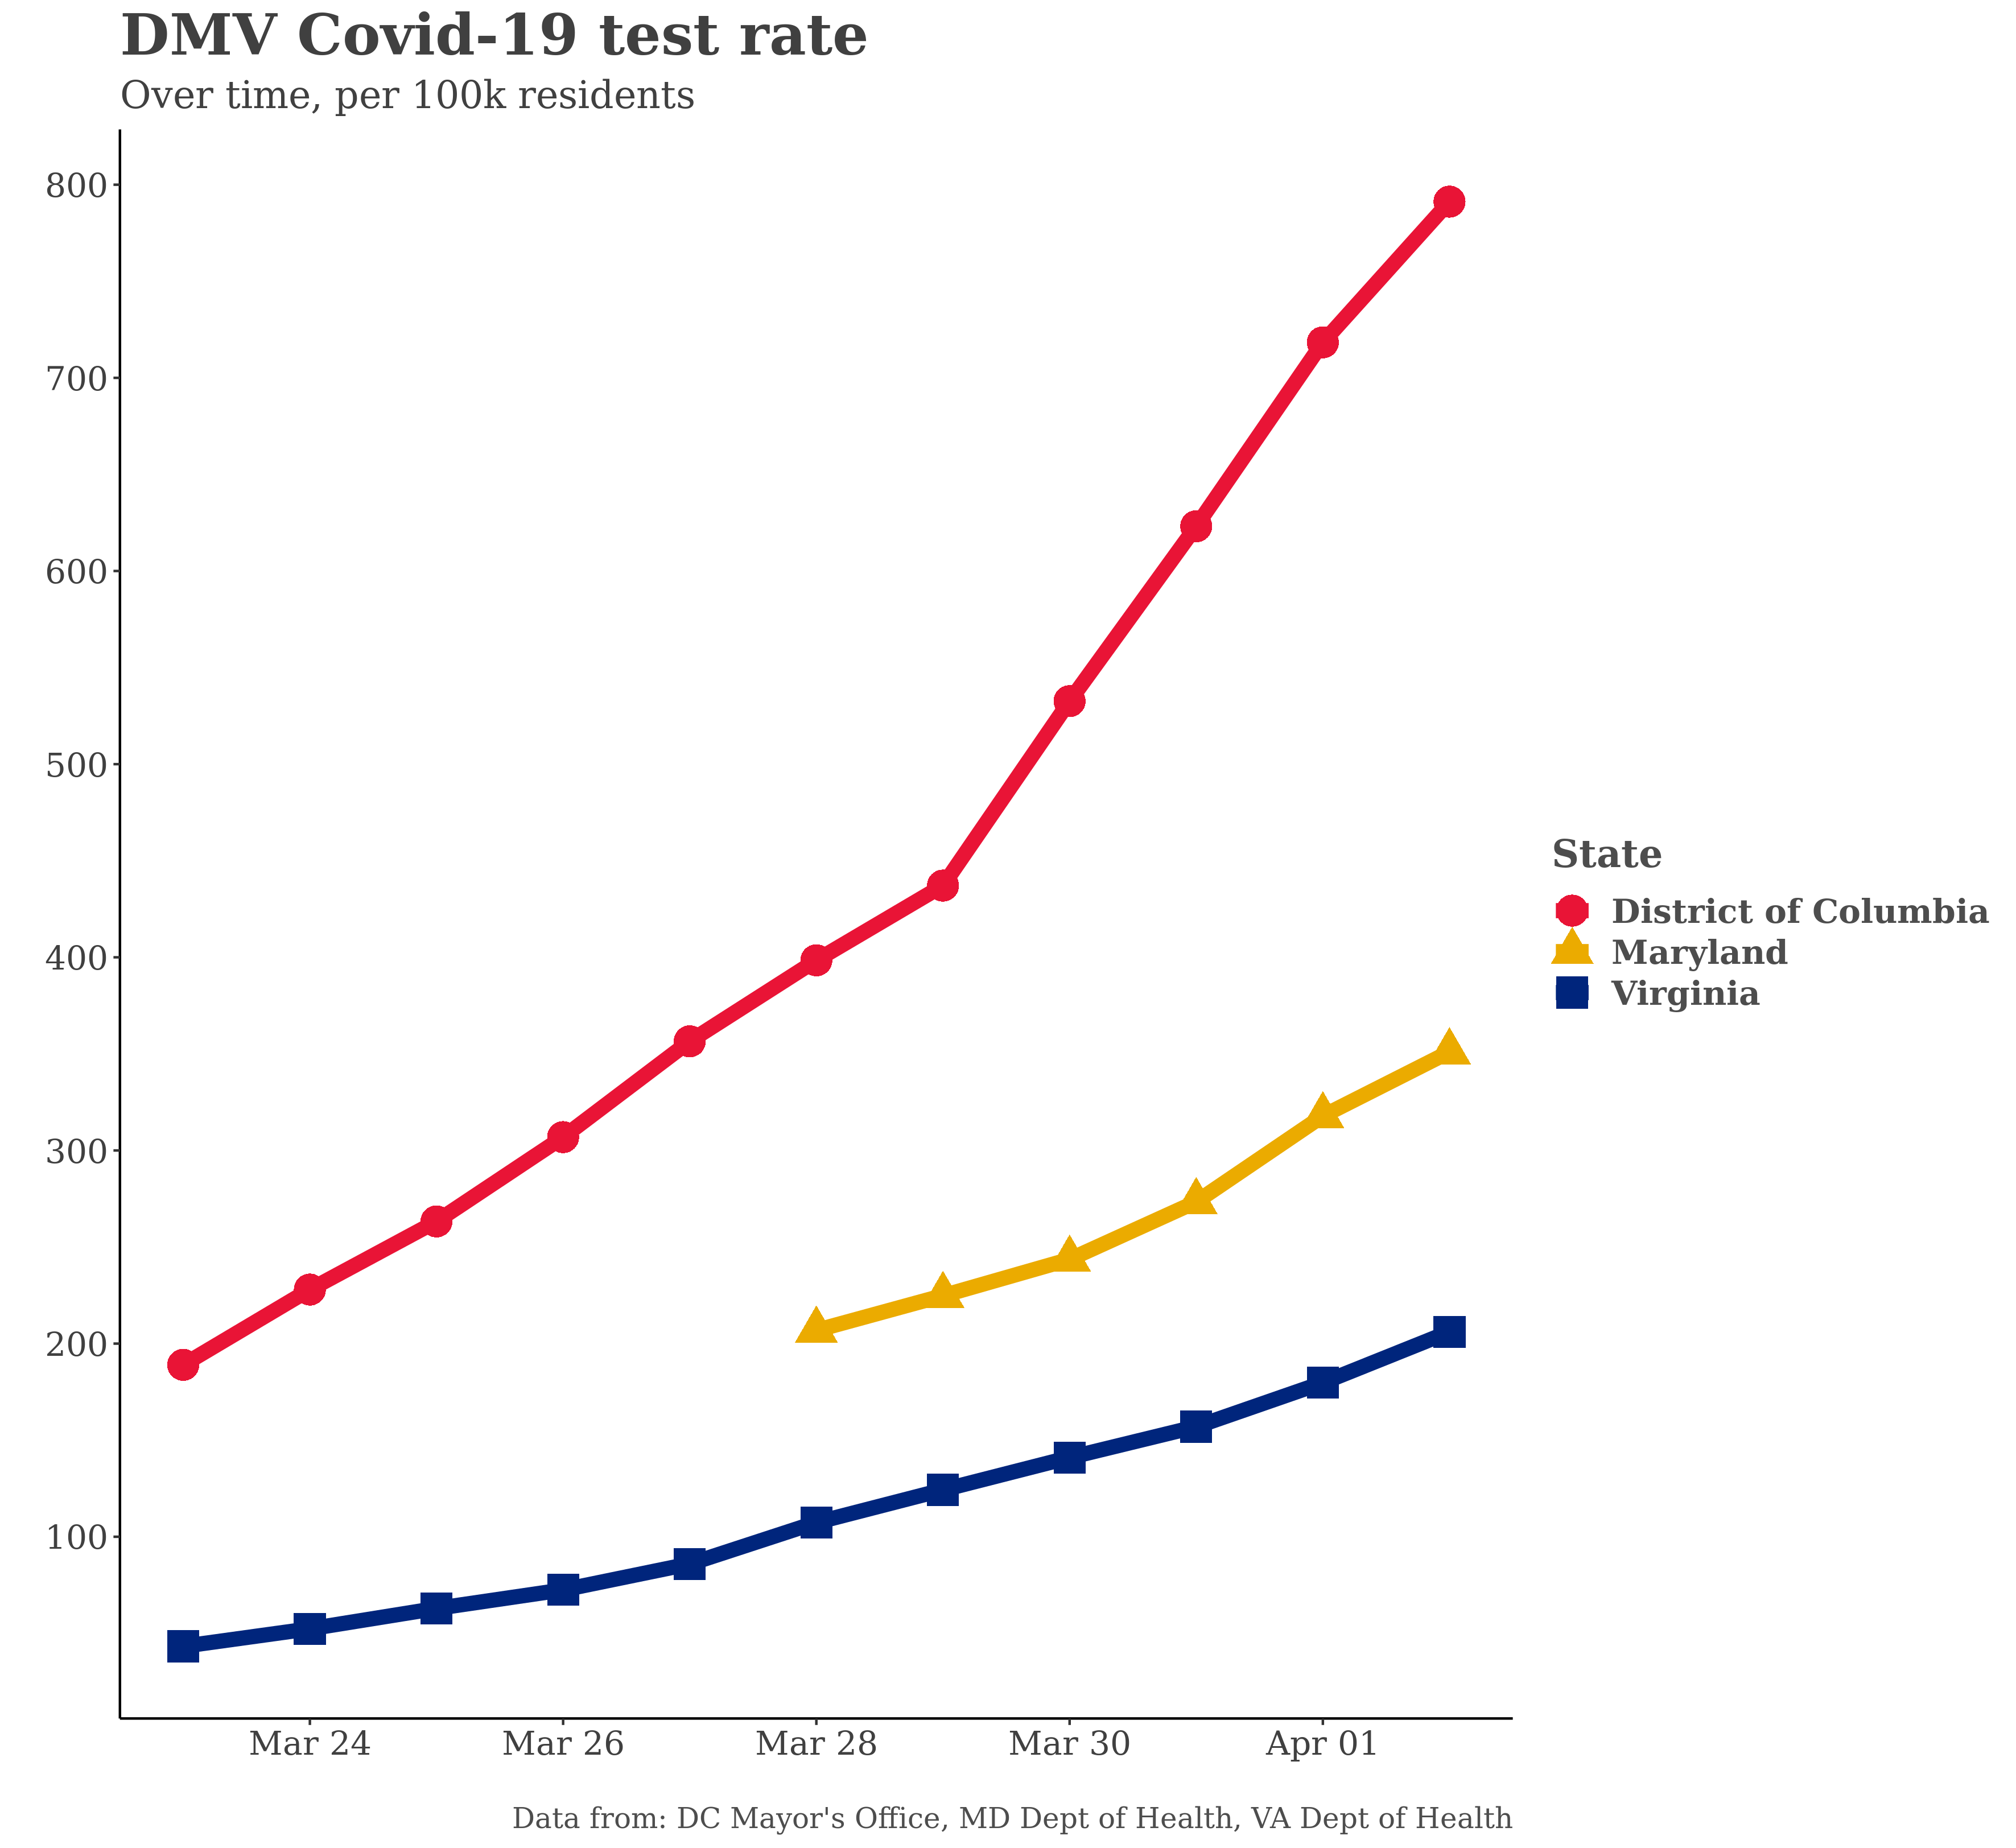 DMV Covid-19 test rate
Over time, per 100k residents
800
700
600
500
400
300
200
100
Mar 24
Mar 26
Mar 28
Mar 30
Apr 01
State
District of Columbia
Maryland
Virginia
Data from: DC Mayor's Office, MD Dept of Health, VA Dept of Health